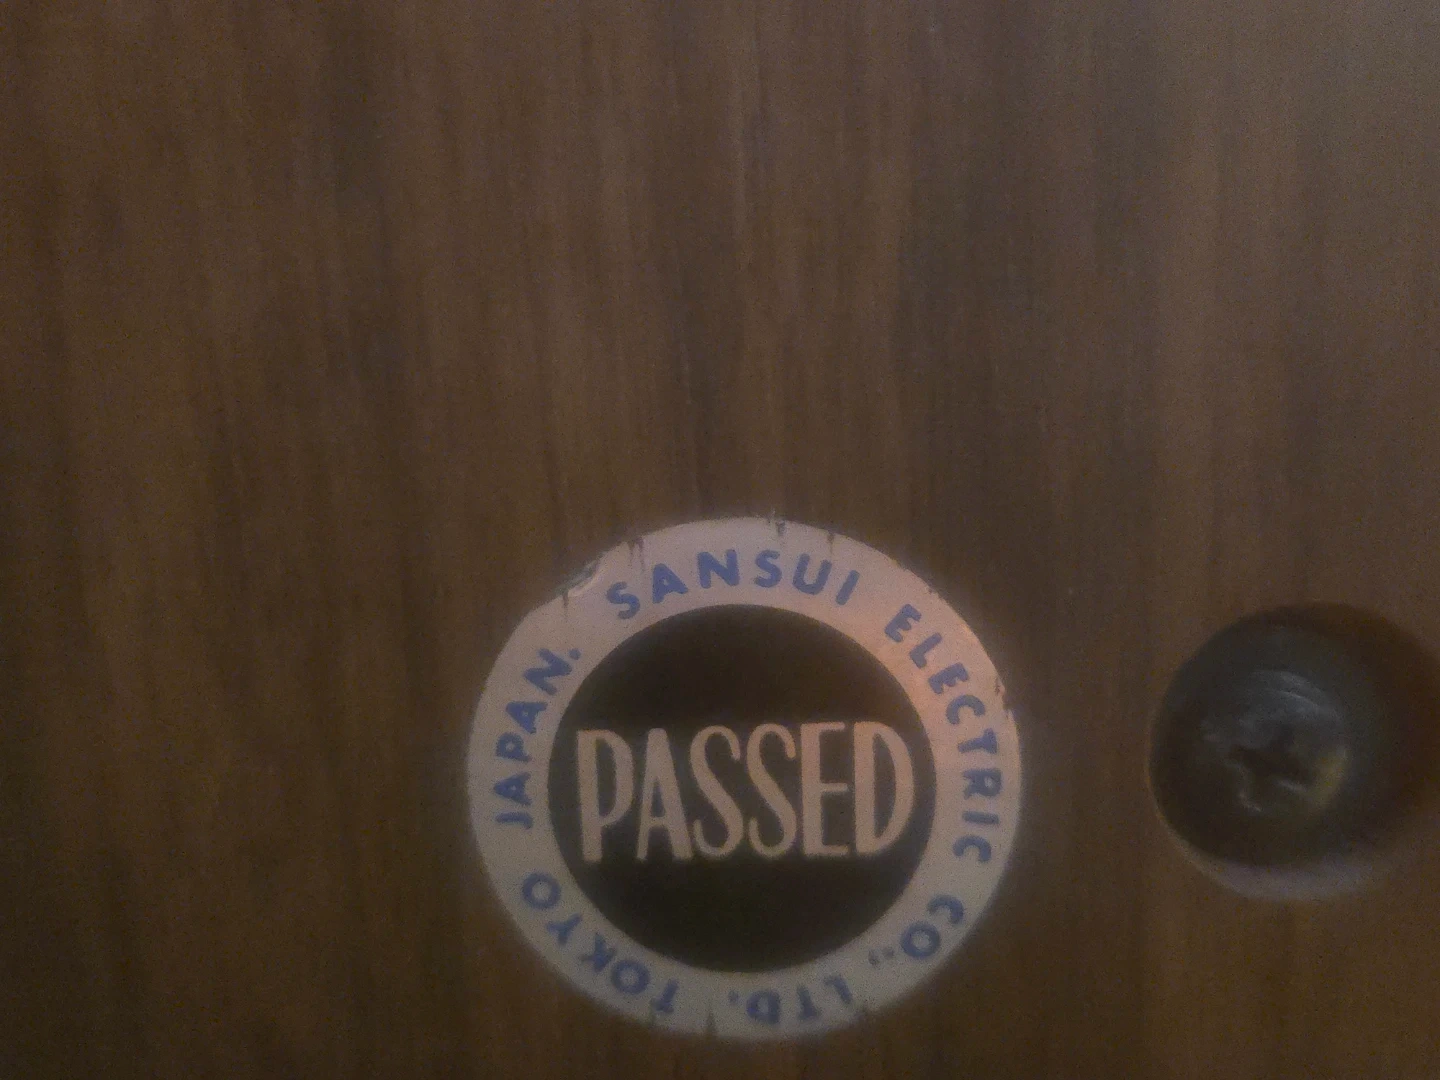 SANSUI ELECTRIC CO., LTD. TOKYO JAPAN.
PASSED